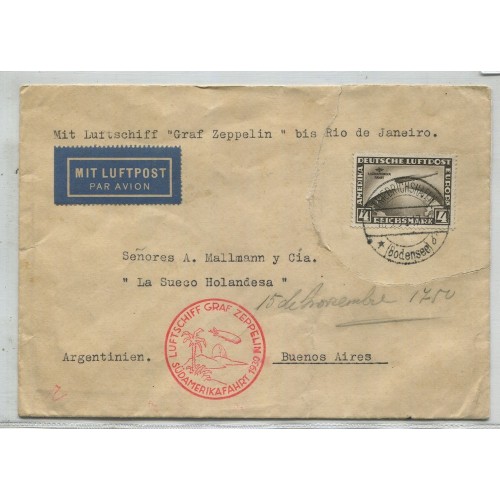 Mit Luftschiff "Graf Zeppelin " bis Rio de Janeiro.
MIT LUFTPOST
PAR AVION
DEUTSCHE LUFTPOST
AMERIKA
EUROPA
4 4
REICHSMARK
(Bodensee)
Señores A. Mallmann y Cía.
" La Sueco Holandesa "
15 de Noviembre 1750
LUFTSCHIFF GRAF ZEPPELIN
SÜDAMERIKAFAHRT 1932
Argentinien. Buenos Aires